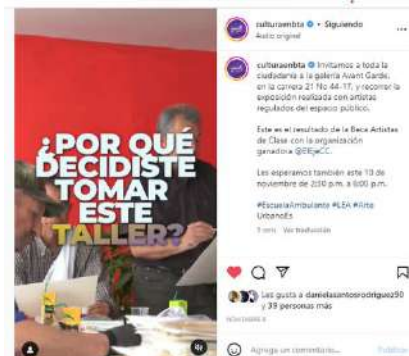 culturaenbta • Siguiendo
Audio original
culturaenbta Invitamos a toda la
ciudadanía a la galería Avant Garde,
en la carrera 21 No 44-17, y recorrer la
exposición realizada con artistas
regulados del espacio público.
Este es el resultado de la Beca Artistas
de Clase con la organización
ganadora @ElEjeCC.
Les esperamos también este 10 de
noviembre de 2:30 p.m. a 8:00 p.m.
#EscuelaAmbulante #LEA #Arte
UrbanoEs
Ver traducción
¿POR QUÉ
DECIDISTE
TOMAR
ESTE
TALLER?
Les gusta a danielasantosrodriguez90
y 39 personas más
Agrega un comentario...
Publicar